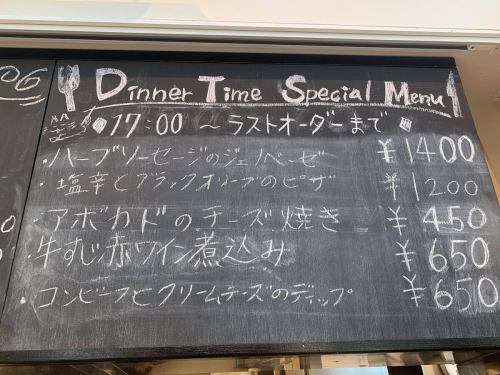 Dinner Time Special Menu
17:00 〜 ラストオーダーまで
・ハーブソーセージのジェノベーゼ ¥1400
・塩辛とブラックオリーブのピザ ¥1200
・アボカドのチーズ焼き ¥450
・牛すじ赤ワイン煮込み ¥650
・コンビーフとクリームチーズのディップ ¥650